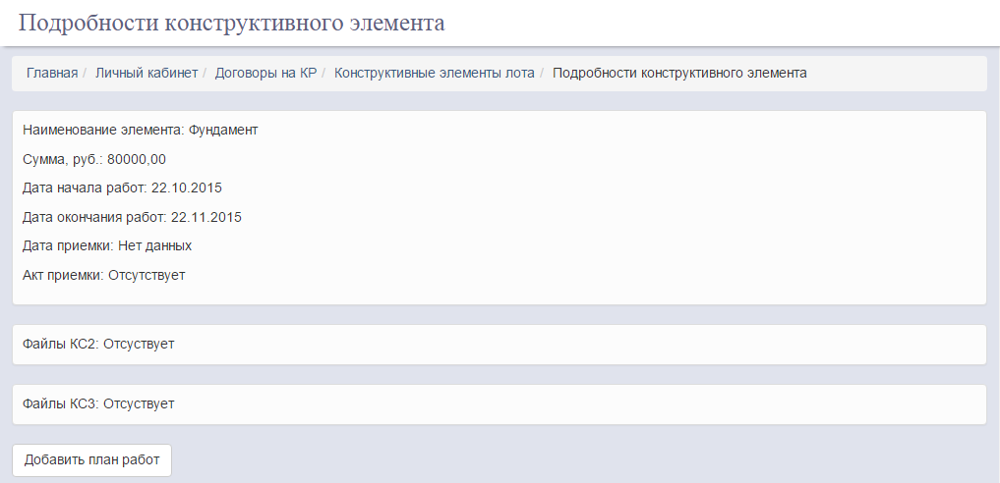 Подробности конструктивного элемента
Главная / Личный кабинет / Договоры на КР / Конструктивные элементы лота / Подробности конструктивного элемента
Наименование элемента: Фундамент
Сумма, руб.: 80000,00
Дата начала работ: 22.10.2015
Дата окончания работ: 22.11.2015
Дата приемки: Нет данных
Акт приемки: Отсутствует
Файлы КС2: Отсуствует
Файлы КС3: Отсуствует
Добавить план работ